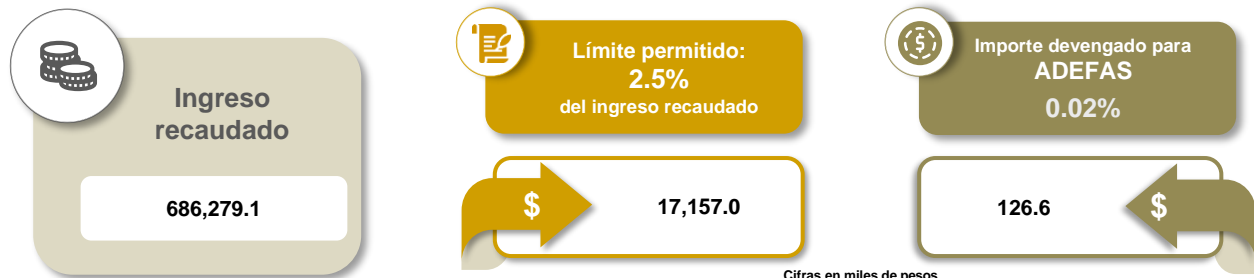 Ingreso
recaudado
686,279.1
Límite permitido:
2.5%
del ingreso recaudado
$
17,157.0
Importe devengado para
ADEFAS
0.02%
126.6
$
Cifras en miles de pesos